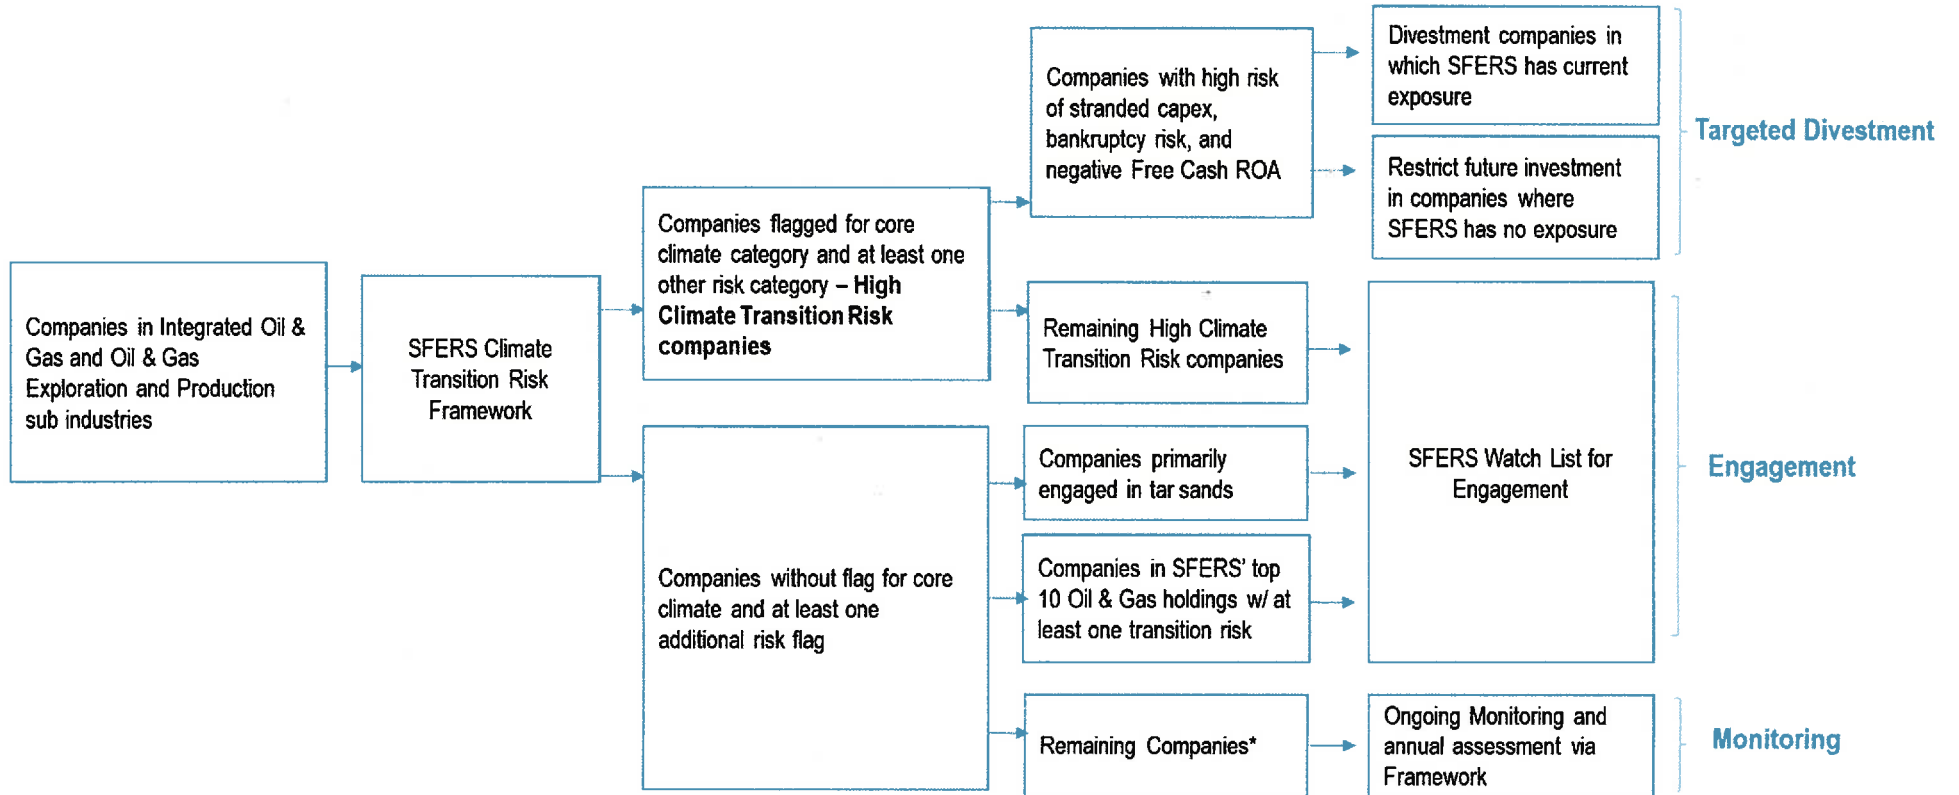 Companies in Integrated Oil &
Gas and Oil & Gas
Exploration and Production
sub industries
SFERS Climate
Transition Risk
Framework
Companies flagged for core
climate category and at least one
other risk category – High
Climate Transition Risk
companies
Companies without flag for core
climate and at least one
additional risk flag
Companies with high risk
of stranded capex,
bankruptcy risk, and
negative Free Cash ROA
Remaining High Climate
Transition Risk companies
Companies primarily
engaged in tar sands
Companies in SFERS' top
10 Oil & Gas holdings w/ at
least one transition risk
Remaining Companies*
Divestment companies in
which SFERS has current
exposure
Restrict future investment
in companies where
SFERS has no exposure
SFERS Watch List for
Engagement
Ongoing Monitoring and
annual assessment via
Framework
Targeted Divestment
Engagement
Monitoring